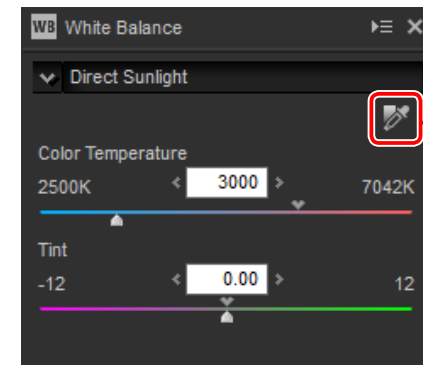 WB White Balance
Direct Sunlight
Color Temperature
2500K 3000 7042K
Tint
-12 0.00 12